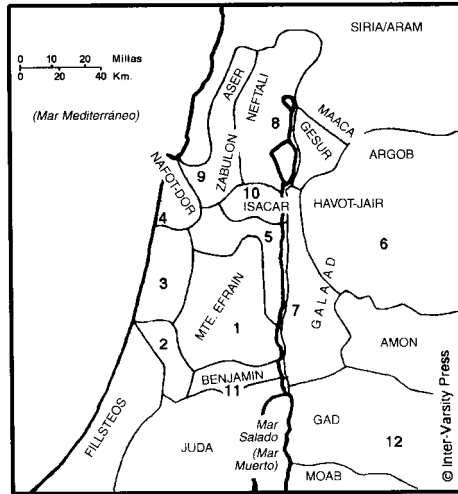 SIRIA/ARAM
0 10 20 Millas
0 20 40 Km.
(Mar Mediterráneo)
ASER
NEFTALI
8
MAACA
GESUR
ARGOB
NAFOT-DOR
9
ZABULON
10
ISACAR
HAVOT-JAIR
4
5
6
3
MTE. EFRAIN
1
7
GALAAD
2
AMON
BENJAMIN
11
FILLSTEOS
JUDA
Mar
Salado
(Mar
Muerto)
GAD
12
MOAB
© Inter-Varsity Press